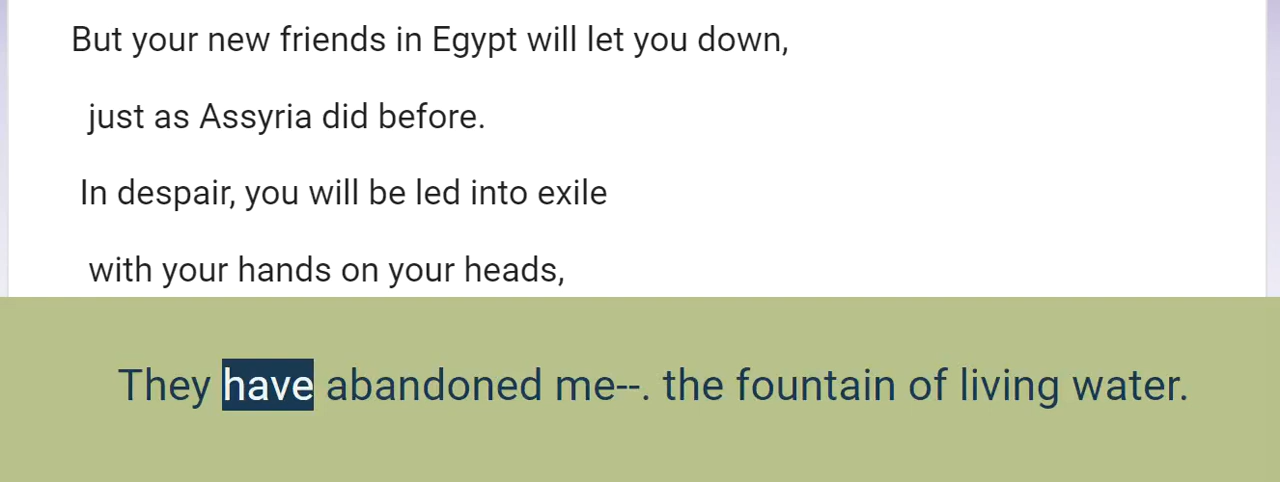 But your new friends in Egypt will let you down,
just as Assyria did before.
In despair, you will be led into exile
with your hands on your heads,
They have abandoned me--. the fountain of living water.